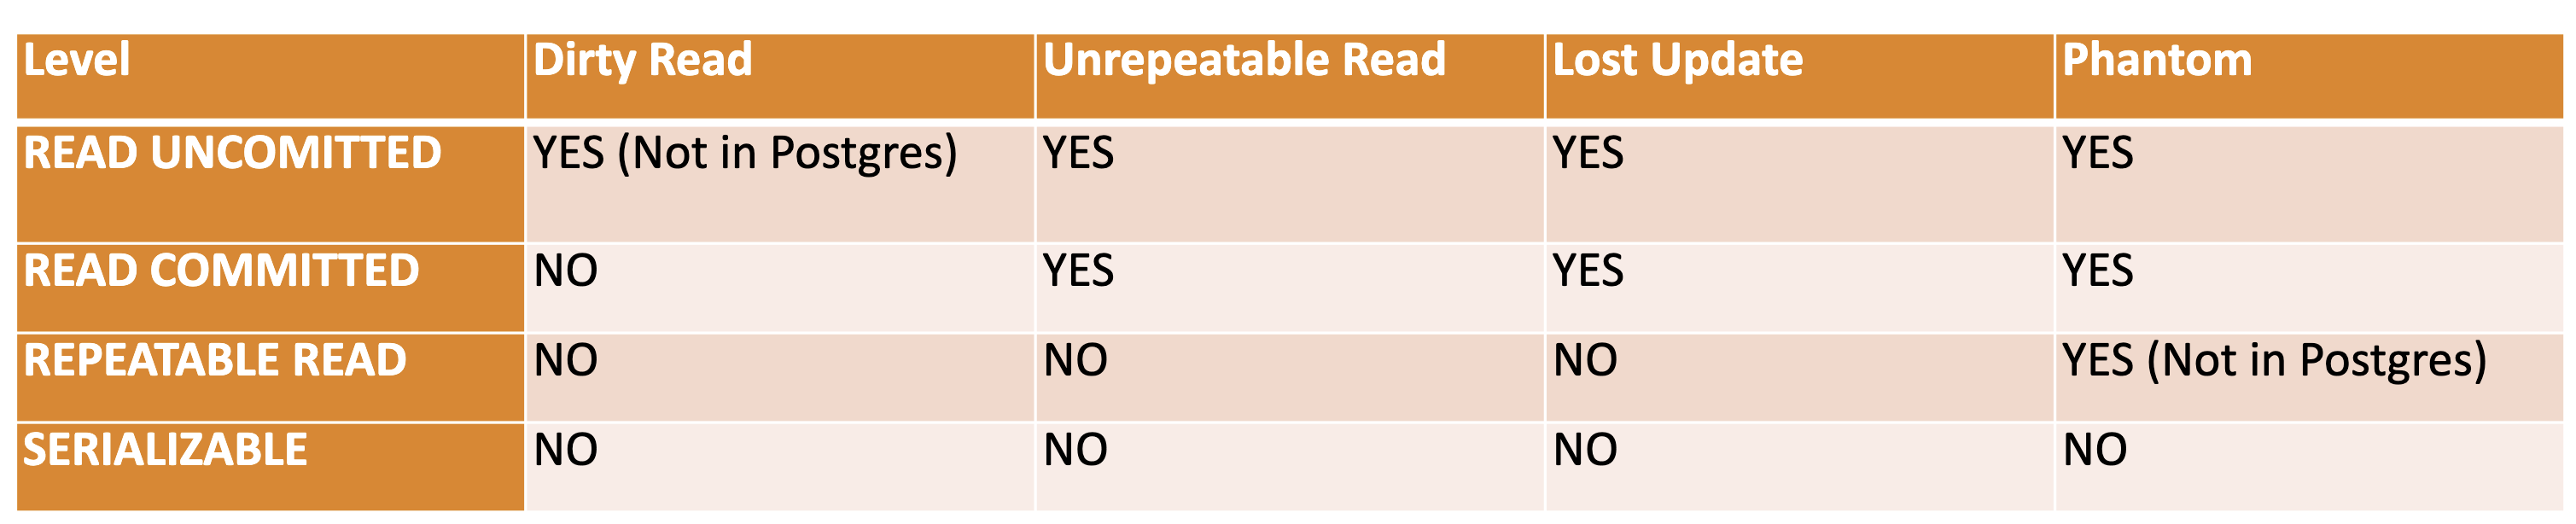 Level Dirty Read Unrepeatable Read Lost Update Phantom
READ UNCOMITTED YES (Not in Postgres) YES YES YES
READ COMMITTED NO YES YES YES
REPEATABLE READ NO NO NO YES (Not in Postgres)
SERIALIZABLE NO NO NO NO